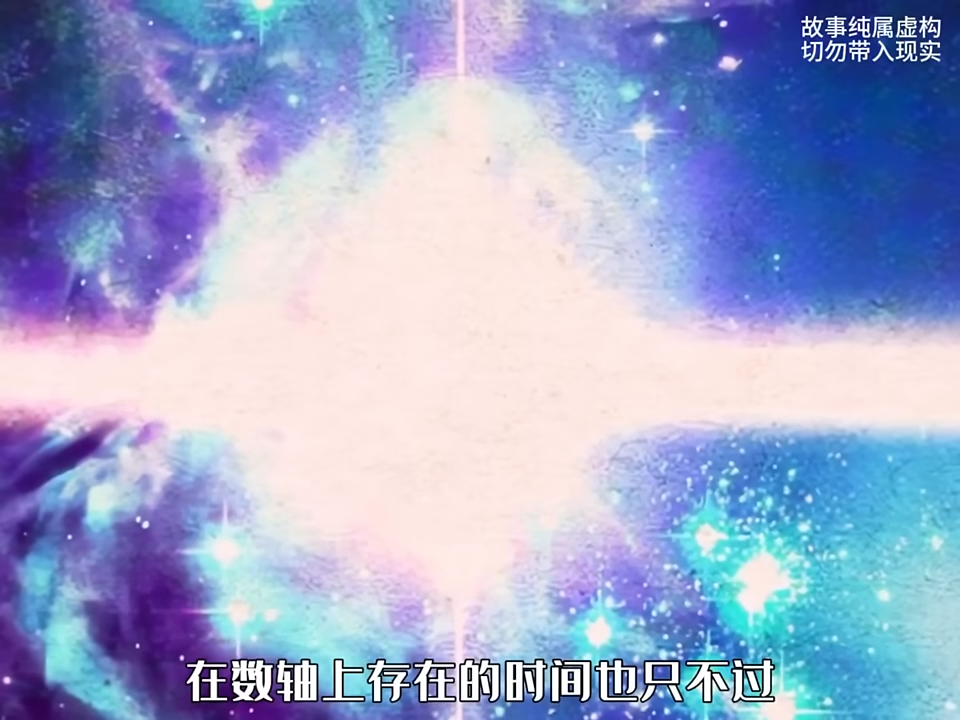 故事纯属虚构
切勿带入现实
在数轴上存在的时间也只不过